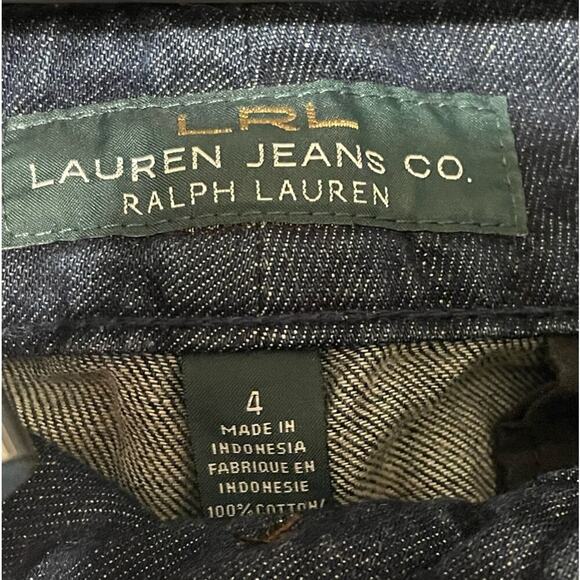 LRL
LAUREN JEANS CO.
RALPH LAUREN
4
MADE IN
INDONESIA
FABRIQUE EN
INDONESIE
100% COTTON/